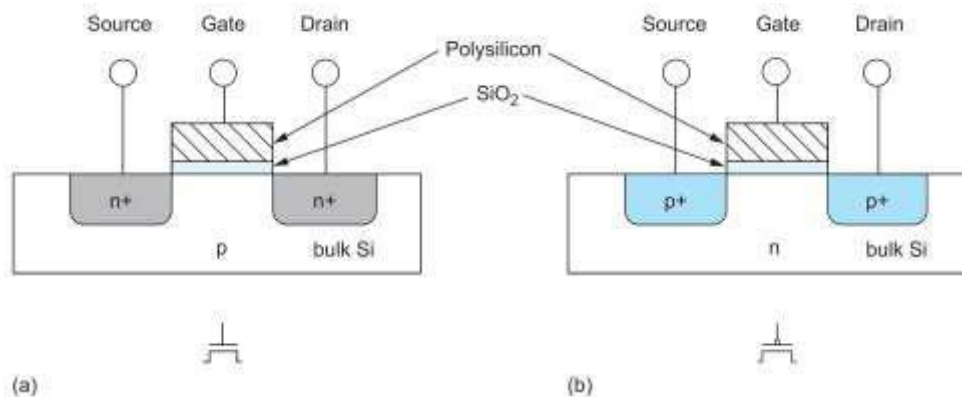 Source Gate Drain Source Gate Drain
Polysilicon
SiO₂
n+ n+ p+ p+
p bulk Si n bulk Si
(a) (b)